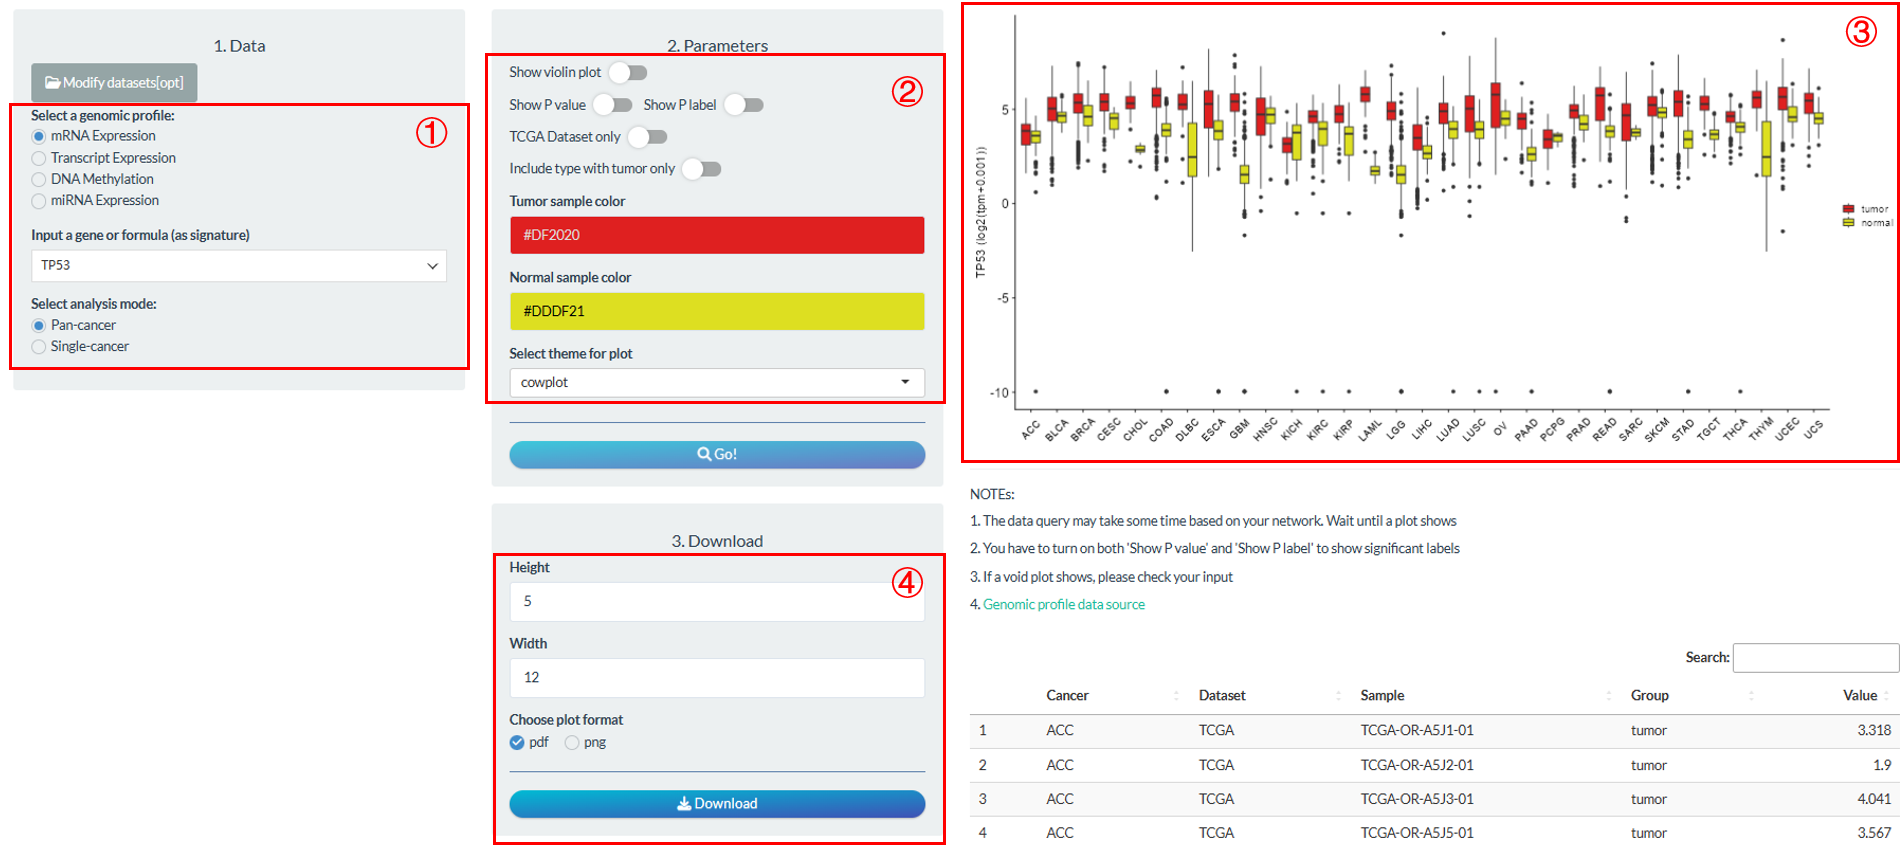 1. Data
Modify datasets[opt]
①
Select a genomic profile:
mRNA Expression
Transcript Expression
DNA Methylation
miRNA Expression
Input a gene or formula (as signature)
TP53
Select analysis mode:
Pan-cancer
Single-cancer
2. Parameters
②
Show violin plot
Show P value Show P label
TCGA Dataset only
Include type with tumor only
Tumor sample color
#DF2020
Normal sample color
#DDDF21
Select theme for plot
cowplot
Go!
3. Download
④
Height
5
Width
12
Choose plot format
pdf png
Download
③
TP53 (log2(tpm+0.001))
5
0
-5
-10
ACC BLCA BRCA CESC CHOL COAD DLBC ESCA GBM HNSC KICH KIRC KIRP LAML LGG LIHC LUAD LUSC OV PAAD PCPG PRAD READ SARC SKCM STAD TGCT THCA THYM UCEC UCS
tumor
normal
NOTEs:
1. The data query may take some time based on your network. Wait until a plot shows
2. You have to turn on both 'Show P value' and 'Show P label' to show significant labels
3. If a void plot shows, please check your input
4. Genomic profile data source
Search:
Cancer Dataset Sample Group Value
1 ACC TCGA TCGA-OR-A5J1-01 tumor 3.318
2 ACC TCGA TCGA-OR-A5J2-01 tumor 1.9
3 ACC TCGA TCGA-OR-A5J3-01 tumor 4.041
4 ACC TCGA TCGA-OR-A5J5-01 tumor 3.567